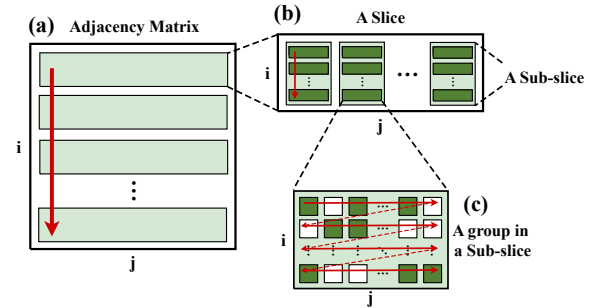 (a)
Adjacency Matrix
i
j
(b)
A Slice
i
j
A Sub-slice
(c)
i
j
A group in
a Sub-slice